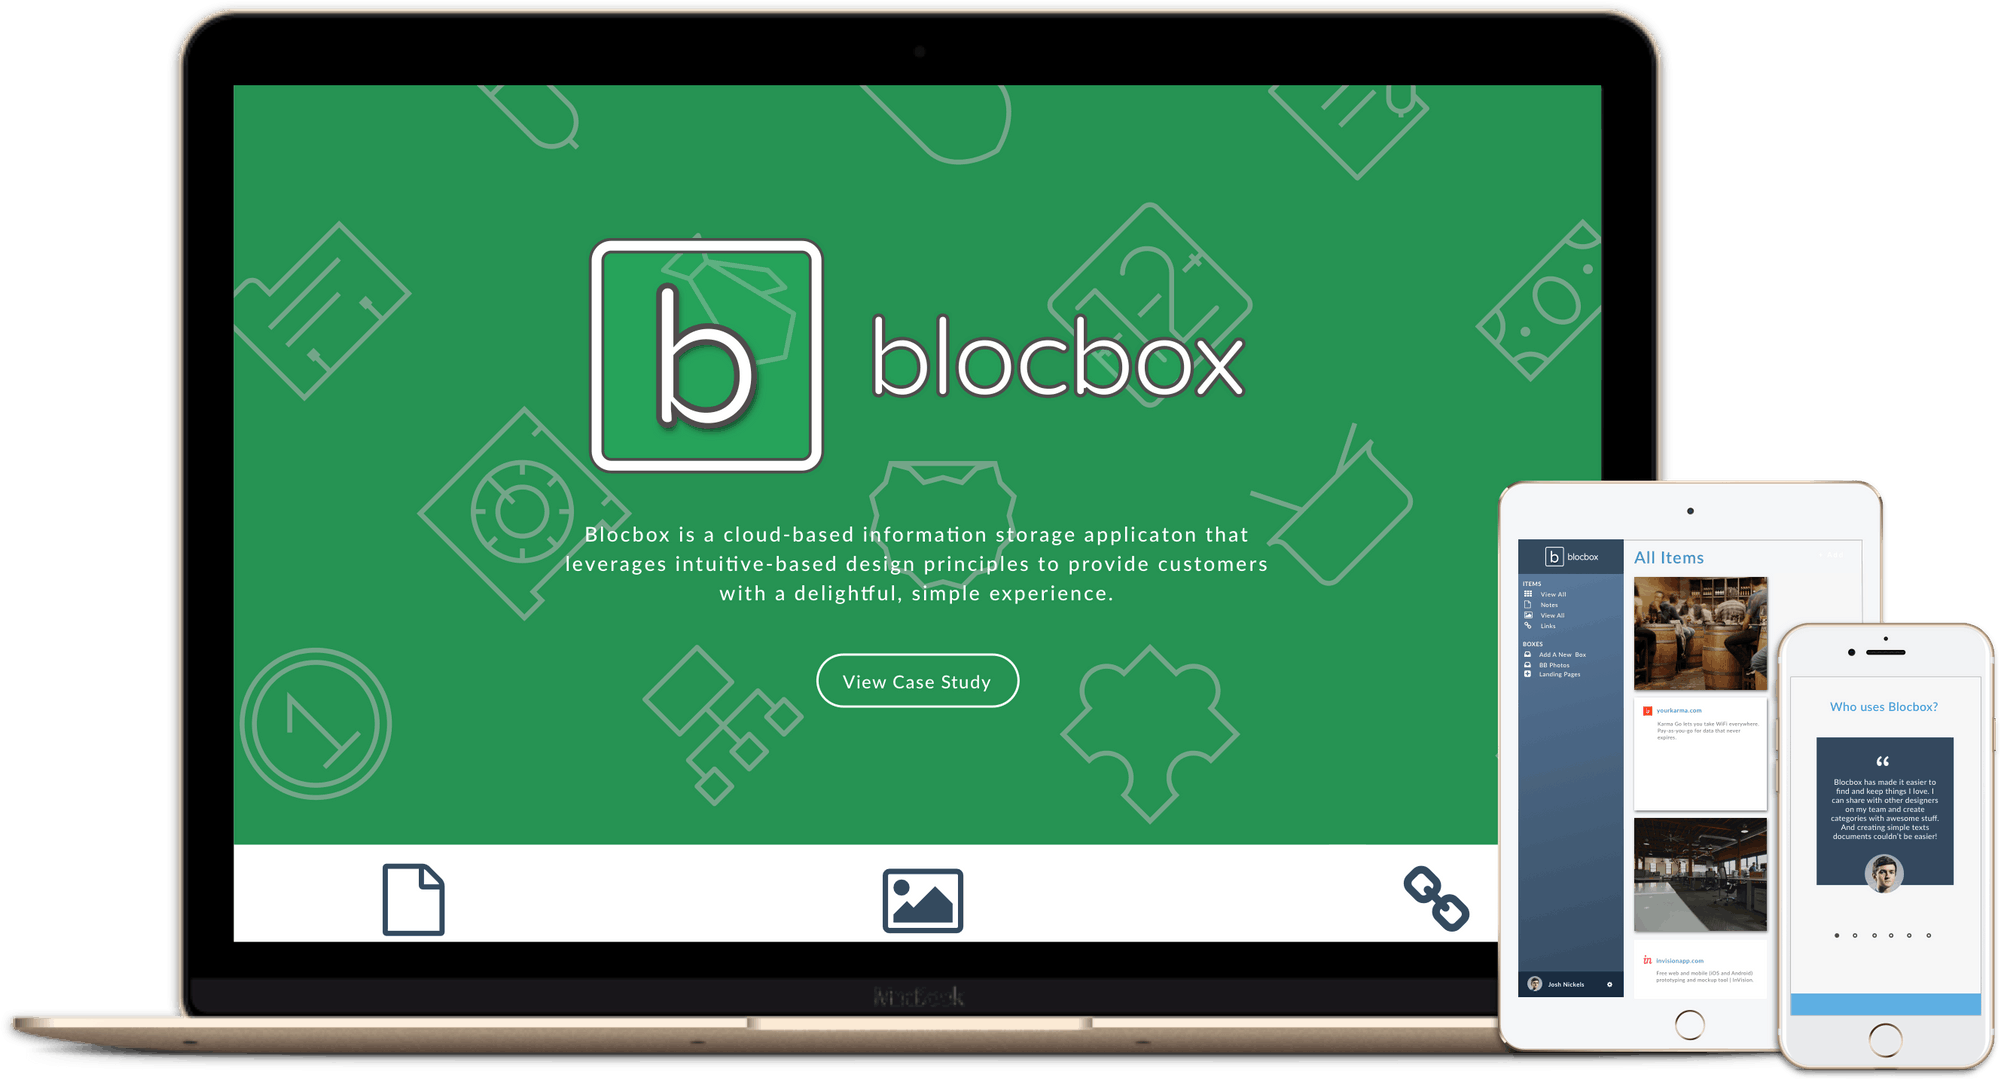 b
blocbox
12
Blocbox is a cloud-based information storage applicaton that
leverages intuitive-based design principles to provide customers
with a delightful, simple experience.
1
View Case Study
MacBook
b blocbox
ITEMS
View All
Notes
View All
Links
BOXES
Add A New Box
BB Photos
Landing Pages
Josh Nickels
All Items
yourkarma.com
Karma Go lets you take WiFi everywhere.
Pay-as-you-go for data that never
expires.
in invisionapp.com
Free web and mobile (iOS and Android)
prototyping and mockup tool | InVision.
Who uses Blocbox?
“
Blocbox has made it easier to
find and keep things I love. I
can share with other designers
on my team and create
categories with awesome stuff.
And creating simple texts
documents couldn't be easier!